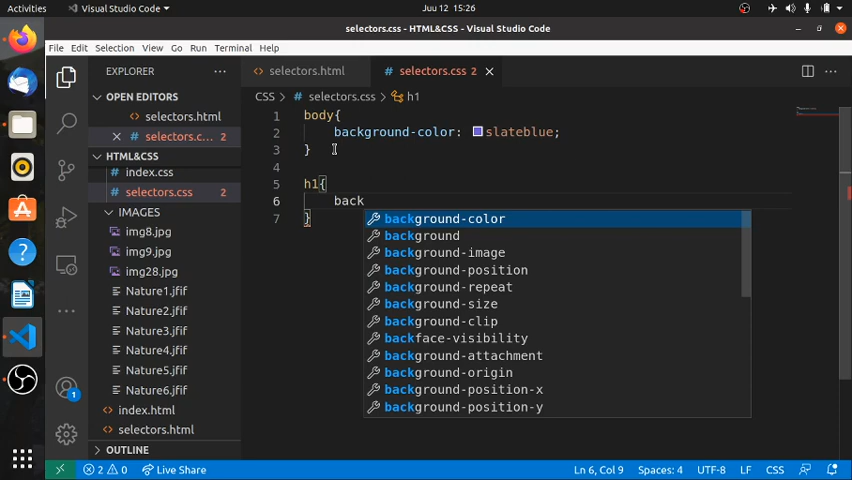 Activities
Visual Studio Code
Juu 12 15:26
selectors.css - HTML&CSS - Visual Studio Code
File Edit Selection View Go Run Terminal Help
EXPLORER
selectors.html
selectors.css 2
OPEN EDITORS
selectors.html
selectors.c... 2
HTML&CSS
index.css
selectors.css 2
IMAGES
img8.jpg
img9.jpg
img28.jpg
Nature1.jfif
Nature2.jfif
Nature3.jfif
Nature4.jfif
Nature5.jfif
Nature6.jfif
index.html
selectors.html
OUTLINE
CSS > # selectors.css > h1
1 body{
2 background-color: slateblue;
3 }
4
5 h1{
6 back
7 }
background-color
background
background-image
background-position
background-repeat
background-size
background-clip
backface-visibility
background-attachment
background-origin
background-position-x
background-position-y
1
2 0 Live Share
Ln 6, Col 9 Spaces: 4 UTF-8 LF CSS